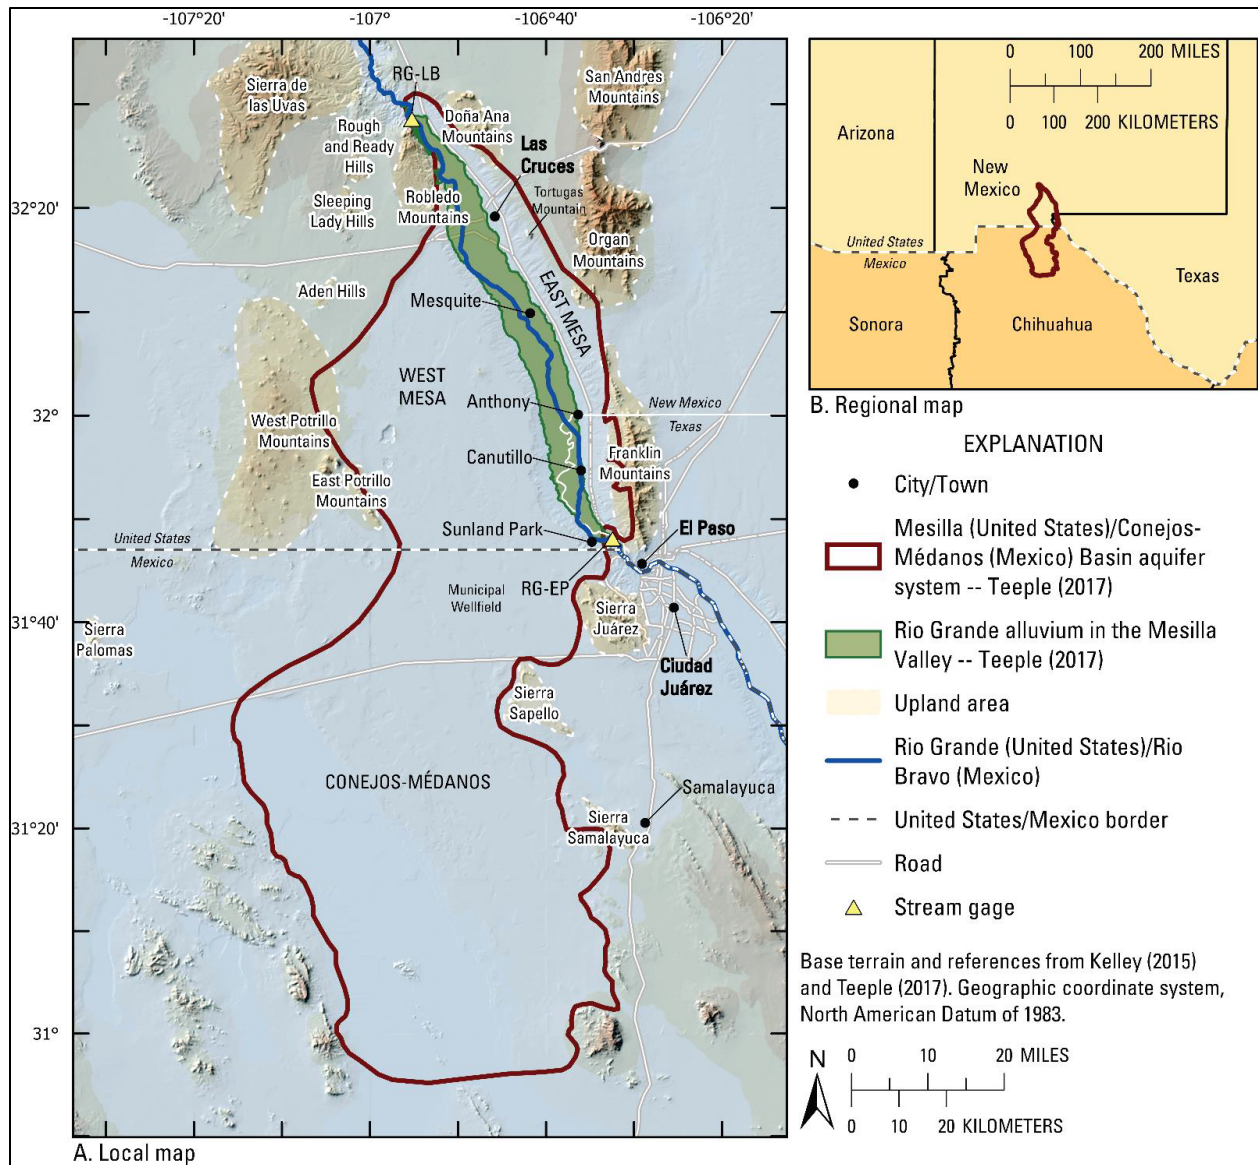 -107°20'
-107°
-106°40'
-106°20'
32°20'
32°
31°40'
31°20'
31°
RG-LB
Sierra de
las Uvas
San Andres
Mountains
Doña Ana
Mountains
Rough
and Ready
Hills
Las
Cruces
Sleeping
Lady Hills
Robledo
Mountains
Tortugas
Mountain
Organ
Mountains
Aden Hills
Mesquite
EAST MESA
WEST
MESA
Anthony
New Mexico
Texas
West Potrillo
Mountains
Canutillo
Franklin
Mountains
East Potrillo
Mountains
Sunland Park
El Paso
United States
Mexico
RG-EP
Municipal
Wellfield
Sierra
Juárez
Sierra
Palomas
Ciudad
Juárez
Sierra
Sapello
CONEJOS-MÉDANOS
Samalayuca
Sierra
Samalayuca
A. Local map
0 100 200 MILES
0 100 200 KILOMETERS
Arizona
New
Mexico
United States
Mexico
Texas
Sonora
Chihuahua
B. Regional map
EXPLANATION
City/Town
Mesilla (United States)/Conejos-
Médanos (Mexico) Basin aquifer
system -- Teeple (2017)
Rio Grande alluvium in the Mesilla
Valley -- Teeple (2017)
Upland area
Rio Grande (United States)/Rio
Bravo (Mexico)
United States/Mexico border
Road
Stream gage
Base terrain and references from Kelley (2015)
and Teeple (2017). Geographic coordinate system,
North American Datum of 1983.
N
0 10 20 MILES
0 10 20 KILOMETERS